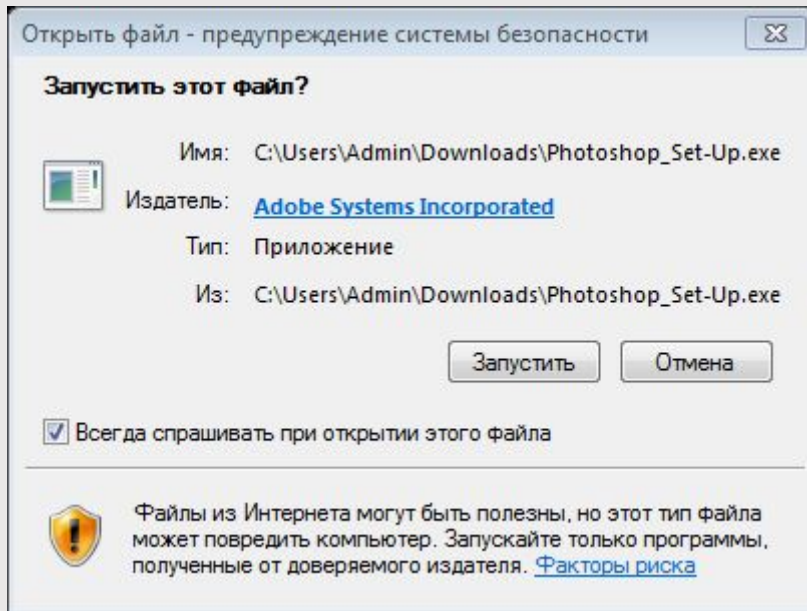 Открыть файл - предупреждение системы безопасности
Запустить этот файл?
Имя: C:\Users\Admin\Downloads\Photoshop_Set-Up.exe
Издатель: Adobe Systems Incorporated
Тип: Приложение
Из: C:\Users\Admin\Downloads\Photoshop_Set-Up.exe
Запустить Отмена
Всегда спрашивать при открытии этого файла
Файлы из Интернета могут быть полезны, но этот тип файла
может повредить компьютер. Запускайте только программы,
полученные от доверяемого издателя. Факторы риска